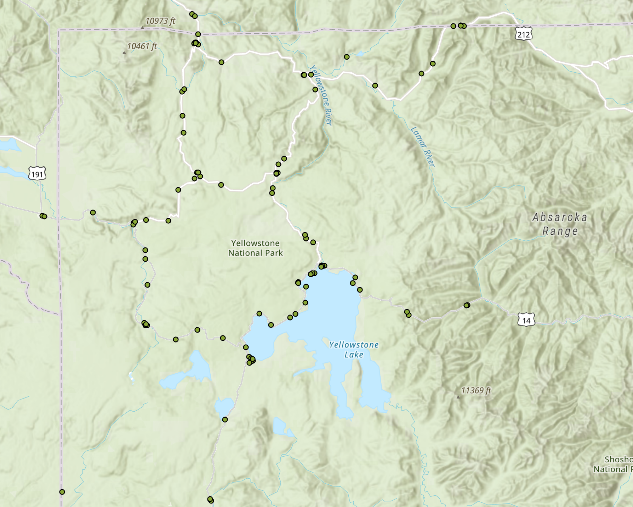 10973 ft
10461 ft
212
Yellowstone River
Lamar River
191
Absaroka
Range
Yellowstone
National Park
14
Yellowstone
Lake
11369 ft
Shosho
National F